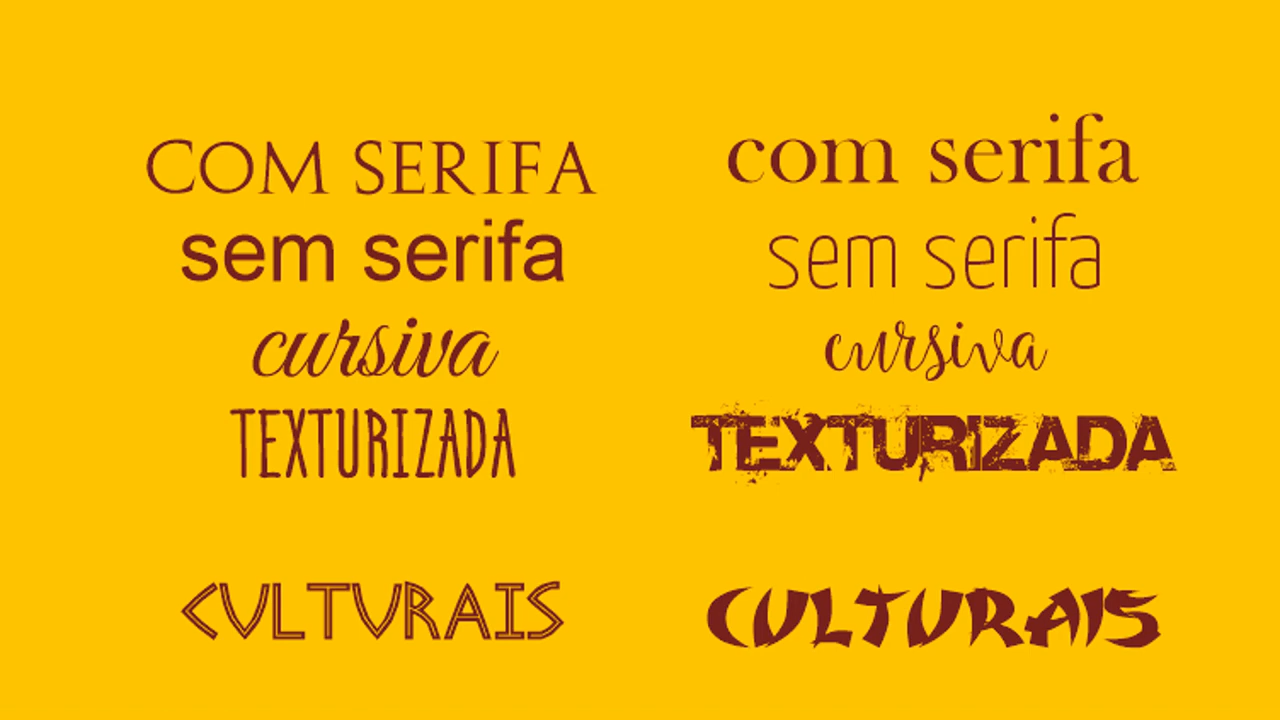 COM SERIFA
sem serifa
cursiva
TEXTURIZADA
CULTURAIS
com serifa
sem serifa
cursiva
TEXTURIZADA
CULTURAIS